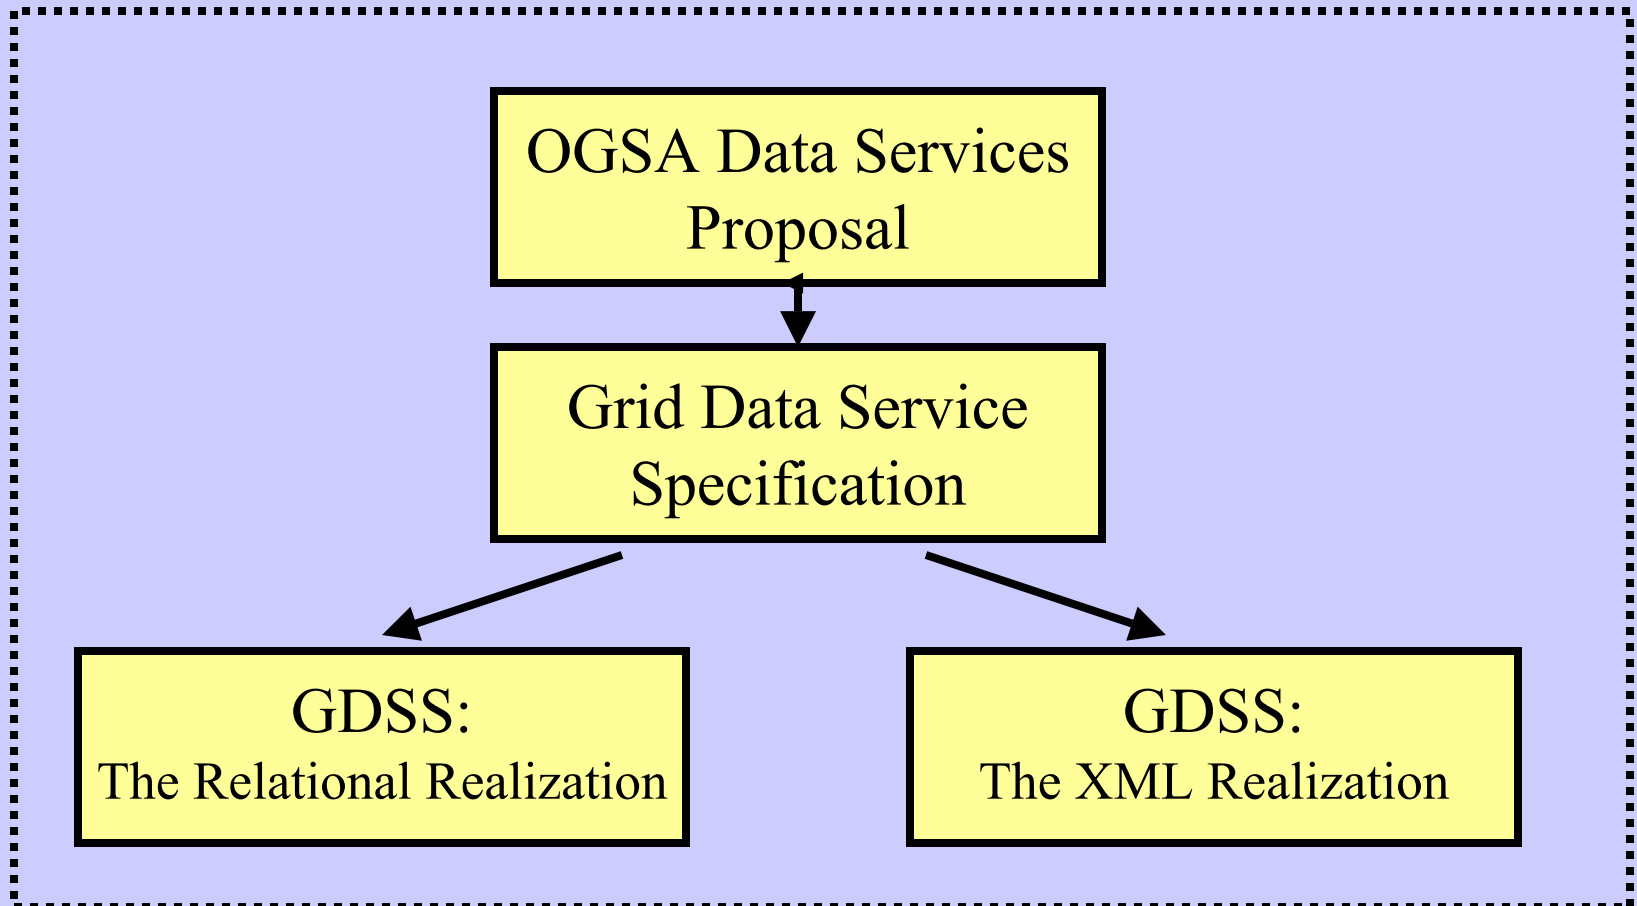 OGSA Data Services
Proposal
Grid Data Service
Specification
GDSS:
The Relational Realization
GDSS:
The XML Realization